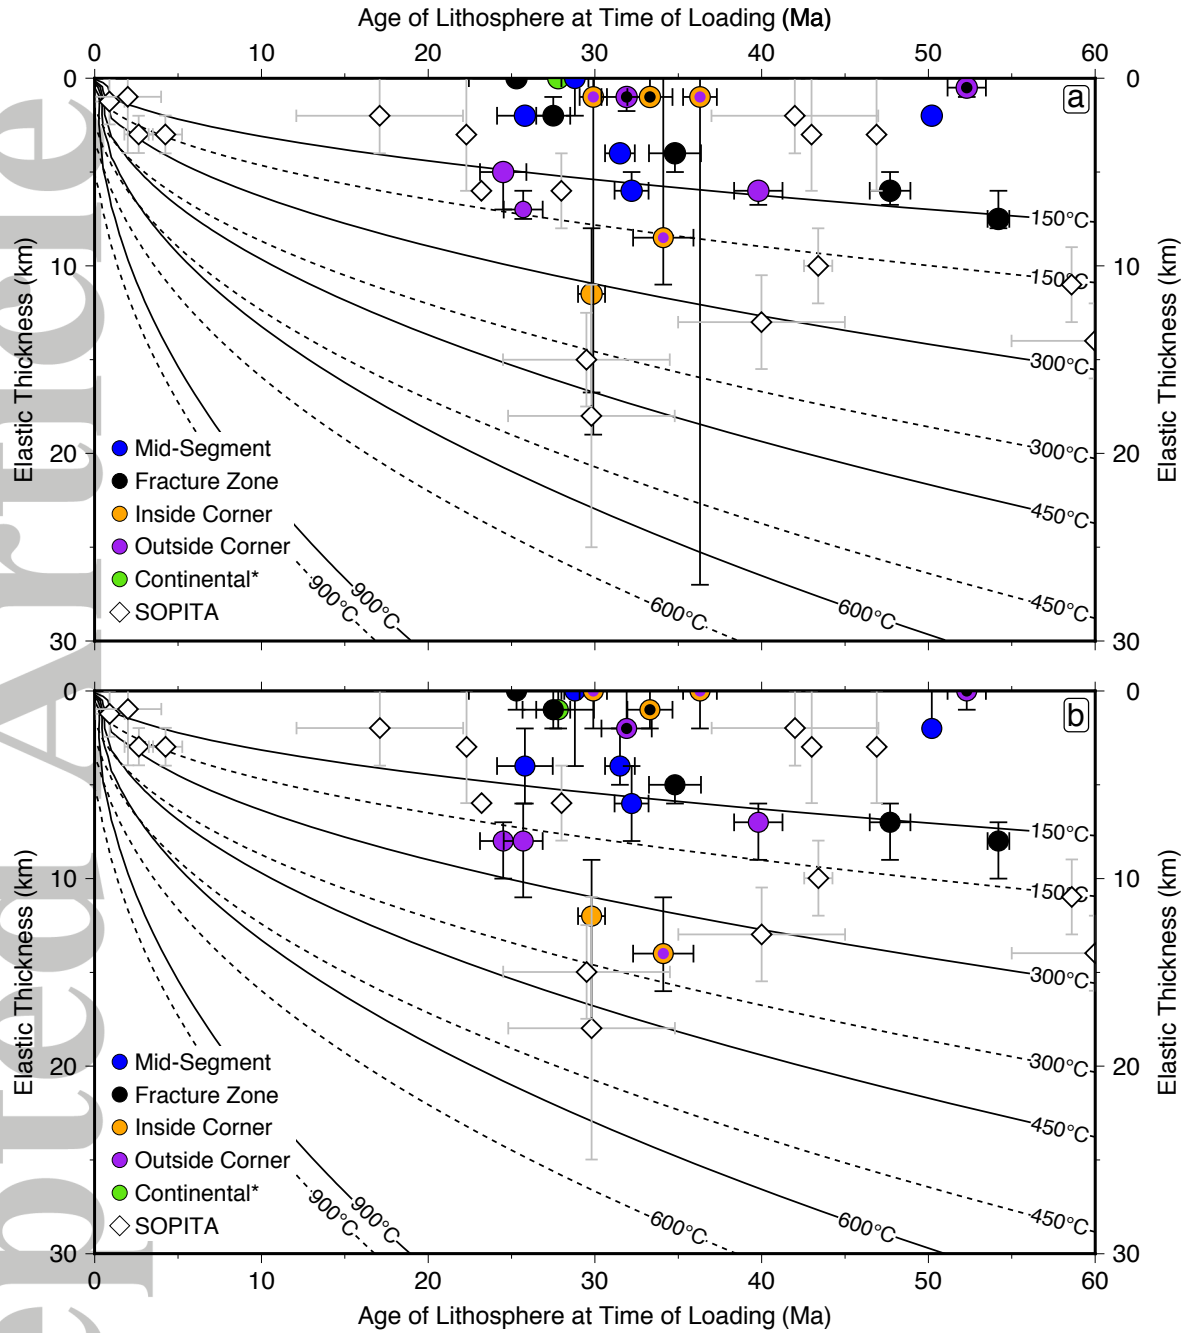 Age of Lithosphere at Time of Loading (Ma)
0 10 20 30 40 50 60
0 0
10 10
20 20
30 30
Elastic Thickness (km)
Elastic Thickness (km)
a
150°C
150°C
300°C
300°C
450°C
450°C
600°C
600°C
900°C
900°C
Mid-Segment
Fracture Zone
Inside Corner
Outside Corner
Continental*
SOPITA
b
0 0
10 10
20 20
30 30
Elastic Thickness (km)
Elastic Thickness (km)
150°C
150°C
300°C
300°C
450°C
450°C
600°C
600°C
900°C
900°C
Mid-Segment
Fracture Zone
Inside Corner
Outside Corner
Continental*
SOPITA
0 10 20 30 40 50 60
Age of Lithosphere at Time of Loading (Ma)